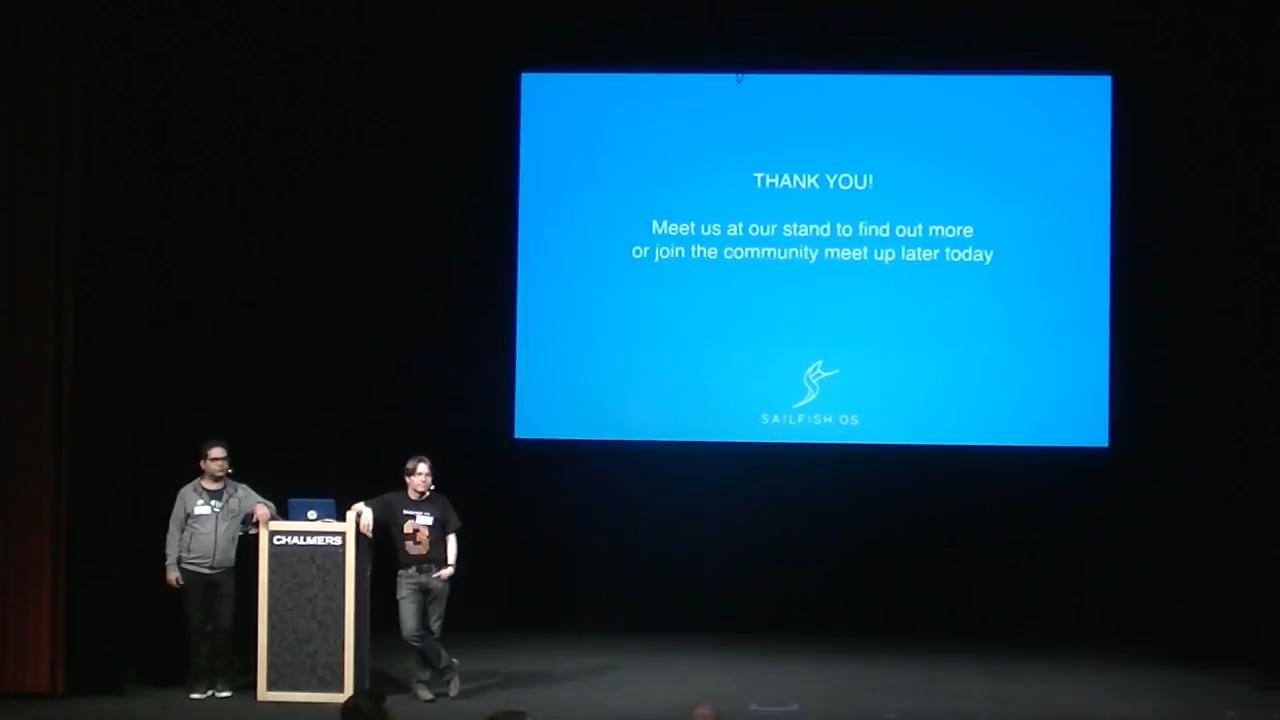 THANK YOU!
Meet us at our stand to find out more
or join the community meet up later today
SAILFISH OS
CHALMERS
3